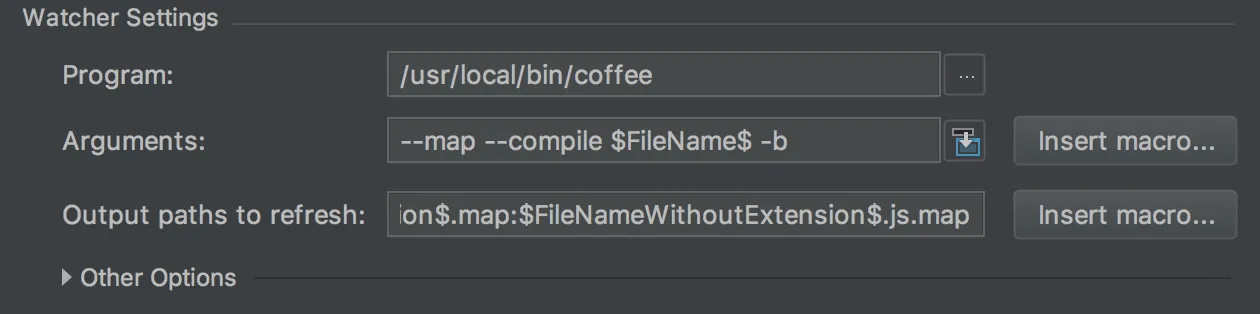 Watcher Settings
Program: /usr/local/bin/coffee ...
Arguments: --map --compile $FileName$ -b Insert macro...
Output paths to refresh: ion$.map:$FileNameWithoutExtension$.js.map Insert macro...
Other Options